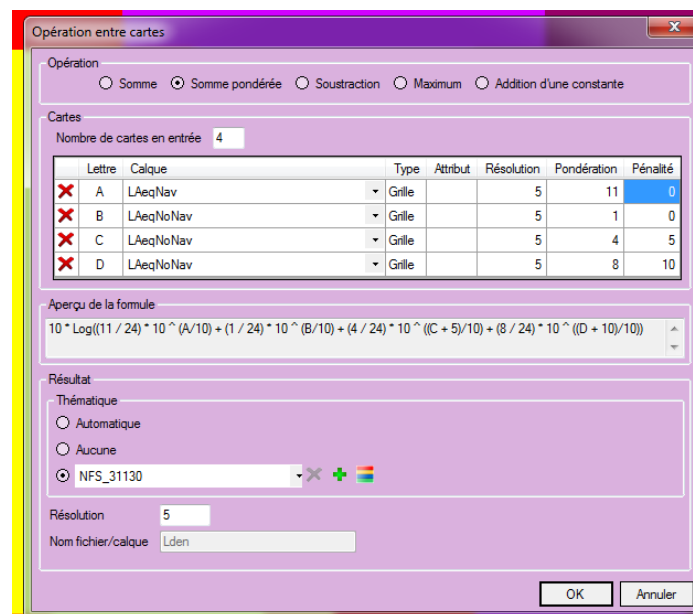 Opération entre cartes
Opération
Somme Somme pondérée Soustraction Maximum Addition d'une constante
Cartes
Nombre de cartes en entrée 4
Lettre Calque Type Attribut Résolution Pondération Pénalité
A LAeqNav Grille 5 11 0
B LAeqNoNav Grille 5 1 0
C LAeqNoNav Grille 5 4 5
D LAeqNoNav Grille 5 8 10
Aperçu de la formule
10 * Log((11 / 24) * 10 ^ (A/10) + (1 / 24) * 10 ^ (B/10) + (4 / 24) * 10 ^ ((C + 5)/10) + (8 / 24) * 10 ^ ((D + 10)/10))
Résultat
Thématique
Automatique
Aucune
NFS_31130
Résolution 5
Nom fichier/calque Lden
OK Annuler